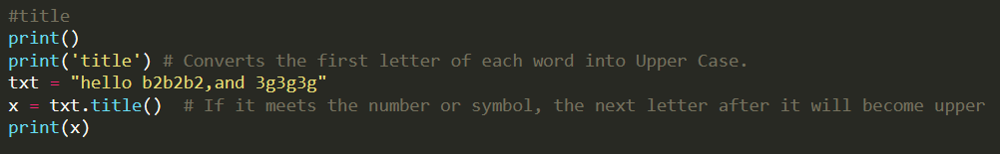 #title
print()
print('title') # Converts the first letter of each word into Upper Case.
txt = "hello b2b2b2,and 3g3g3g"
x = txt.title()  # If it meets the number or symbol, the next letter after it will become upper
print(x)